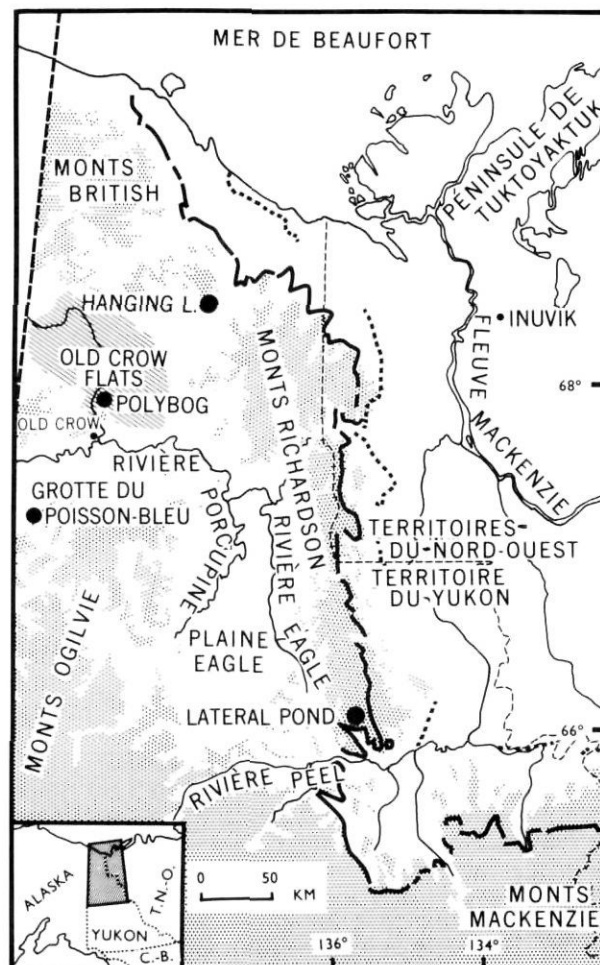 MER DE BEAUFORT
PÉNINSULE DE
TUKTOYAKTUK
MONTS
BRITISH
HANGING L.
INUVIK
OLD CROW
FLATS
POLYBOG
OLD CROW
MONTS RICHARDSON
FLEUVE MACKENZIE
68°
RIVIÈRE PORCUPINE
GROTTE DU
POISSON-BLEU
RIVIÈRE EAGLE
TERRITOIRES-
DU-NORD-OUEST
TERRITOIRE
DU YUKON
MONTS OGILVIE
PLAINE
EAGLE
LATERAL POND
66°
RIVIÈRE PEEL
ALASKA
T.N.-O.
YUKON
C.-B.
0 50
KM
MONTS
MACKENZIE
136° 134°